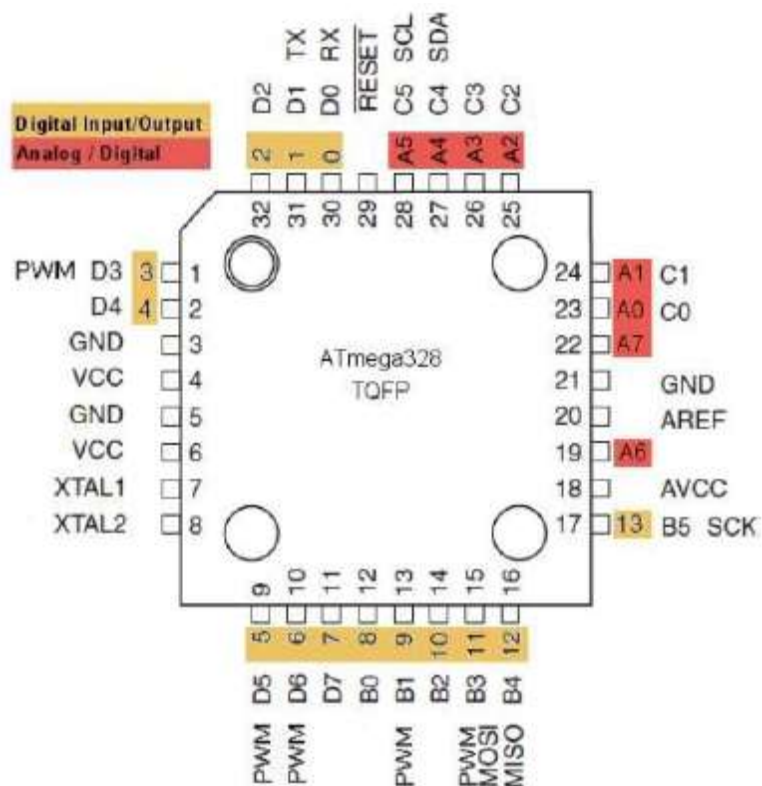 TX
RX
SCL
SDA
D2
D1
D0
RESET
C5
C4
C3
C2
Digital Input/Output
Analog / Digital
2
1
0
A5
A4
A3
A2
32
31
30
29
28
27
26
25
PWM D3 3 1
D4 4 2
GND 3
VCC 4
GND 5
VCC 6
XTAL1 7
XTAL2 8
ATmega328
TQFP
24 A1 C1
23 A0 C0
22 A7
21 GND
20 AREF
19 A6
18 AVCC
17 13 B5 SCK
9
10
11
12
13
14
15
16
5
6
7
8
9
10
11
12
D5
D6
D7
B0
B1
B2
B3
B4
PWM
PWM
PWM
PWM
MOSI
MISO